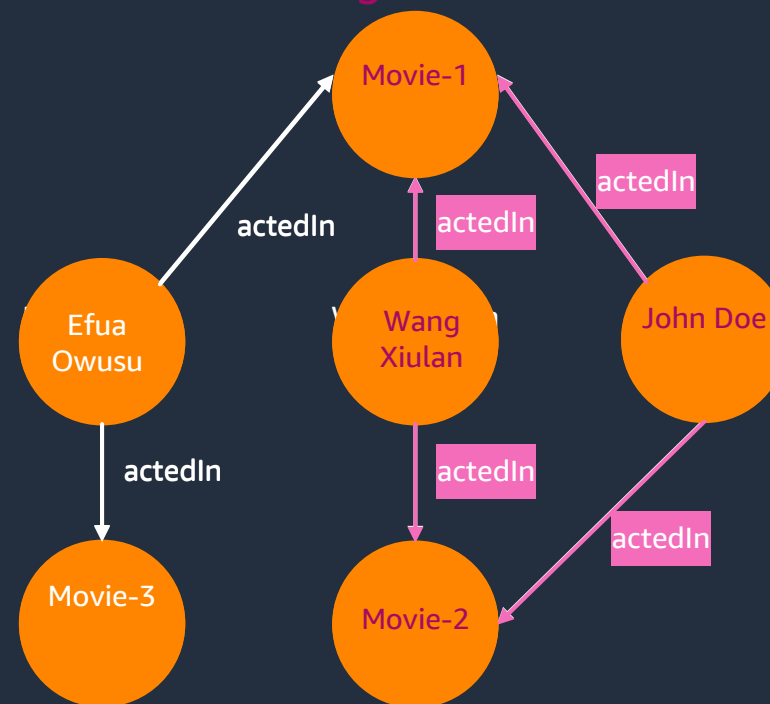 Movie-1
actedIn
actedIn
actedIn
Efua
Owusu
Wang
Xiulan
John Doe
actedIn
actedIn
actedIn
Movie-3
Movie-2